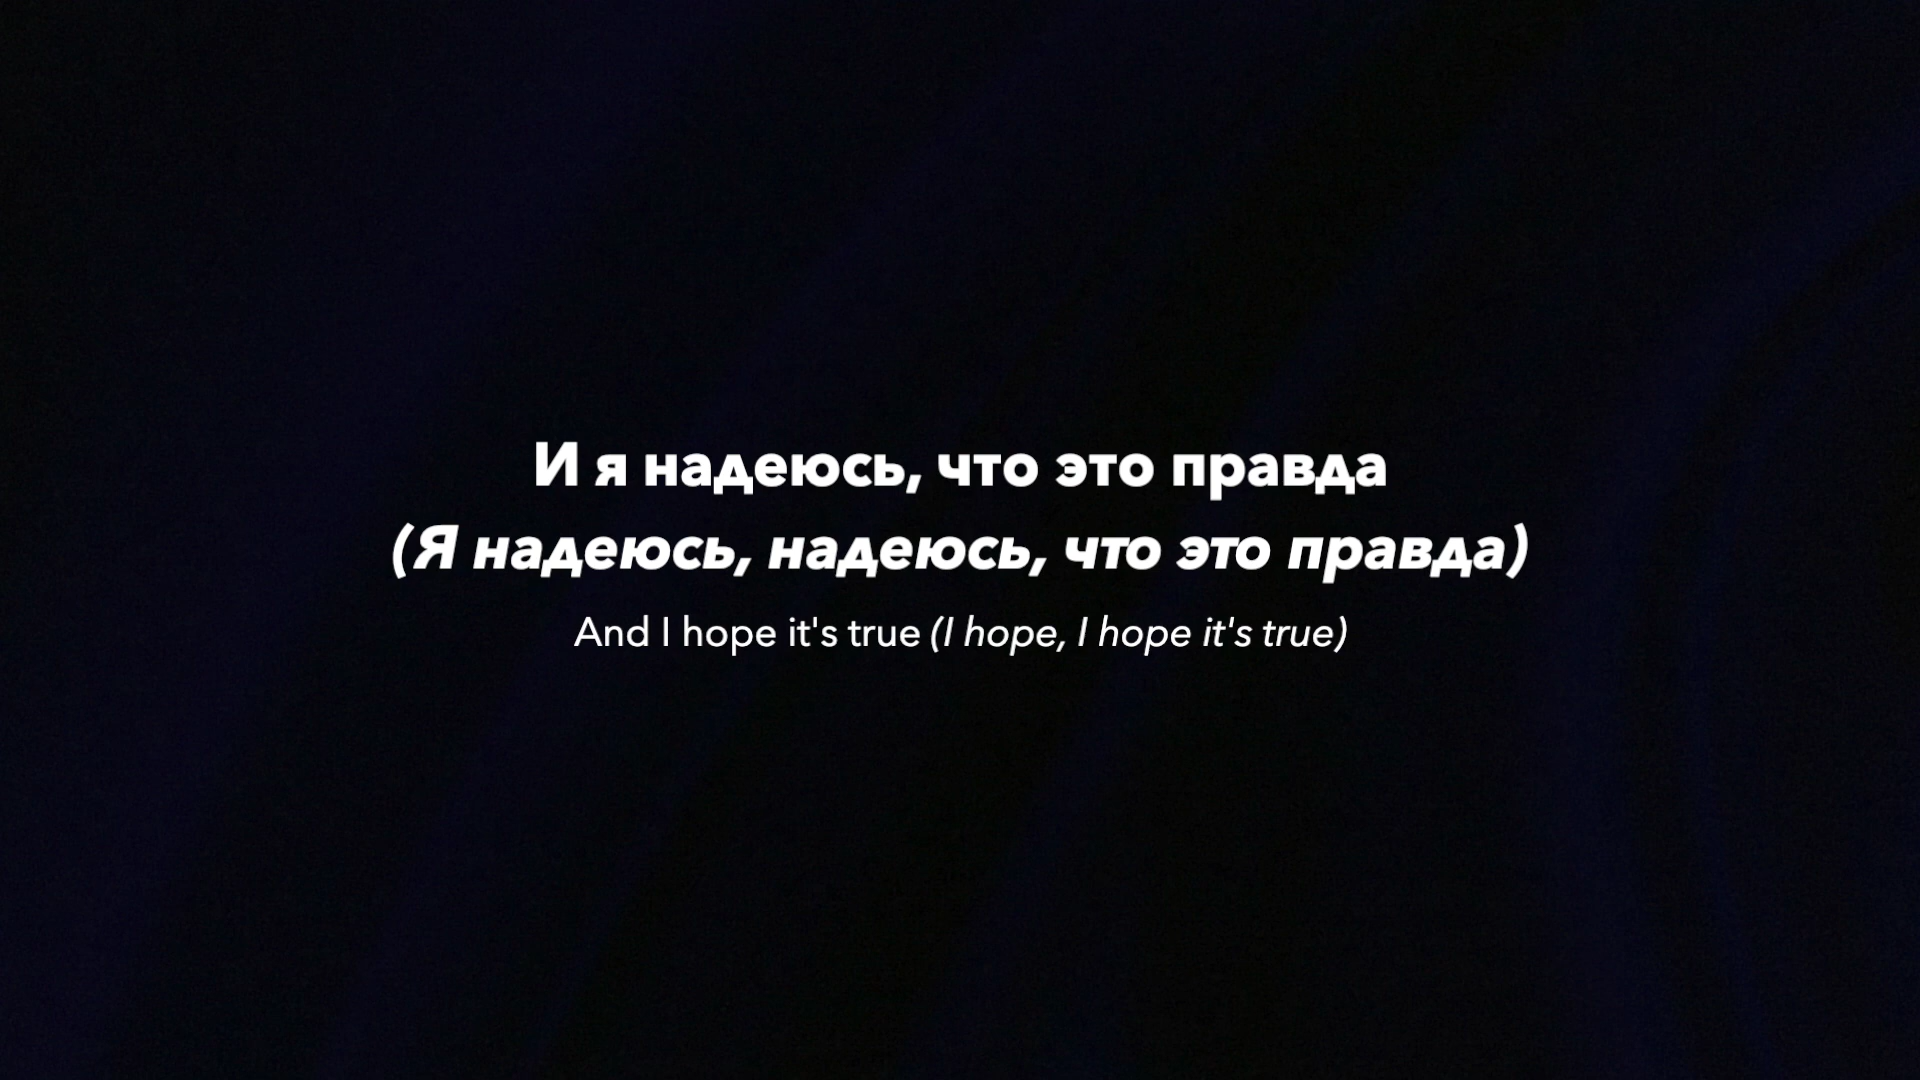 И я надеюсь, что это правда
(Я надеюсь, надеюсь, что это правда)
And I hope it's true (I hope, I hope it's true)